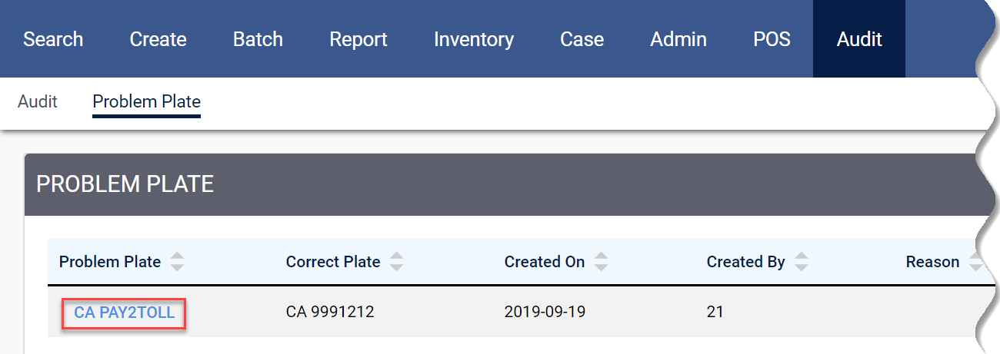 Search Create Batch Report Inventory Case Admin POS Audit
Audit Problem Plate
PROBLEM PLATE
Problem Plate Correct Plate Created On Created By Reason
CA PAY2TOLL CA 9991212 2019-09-19 21